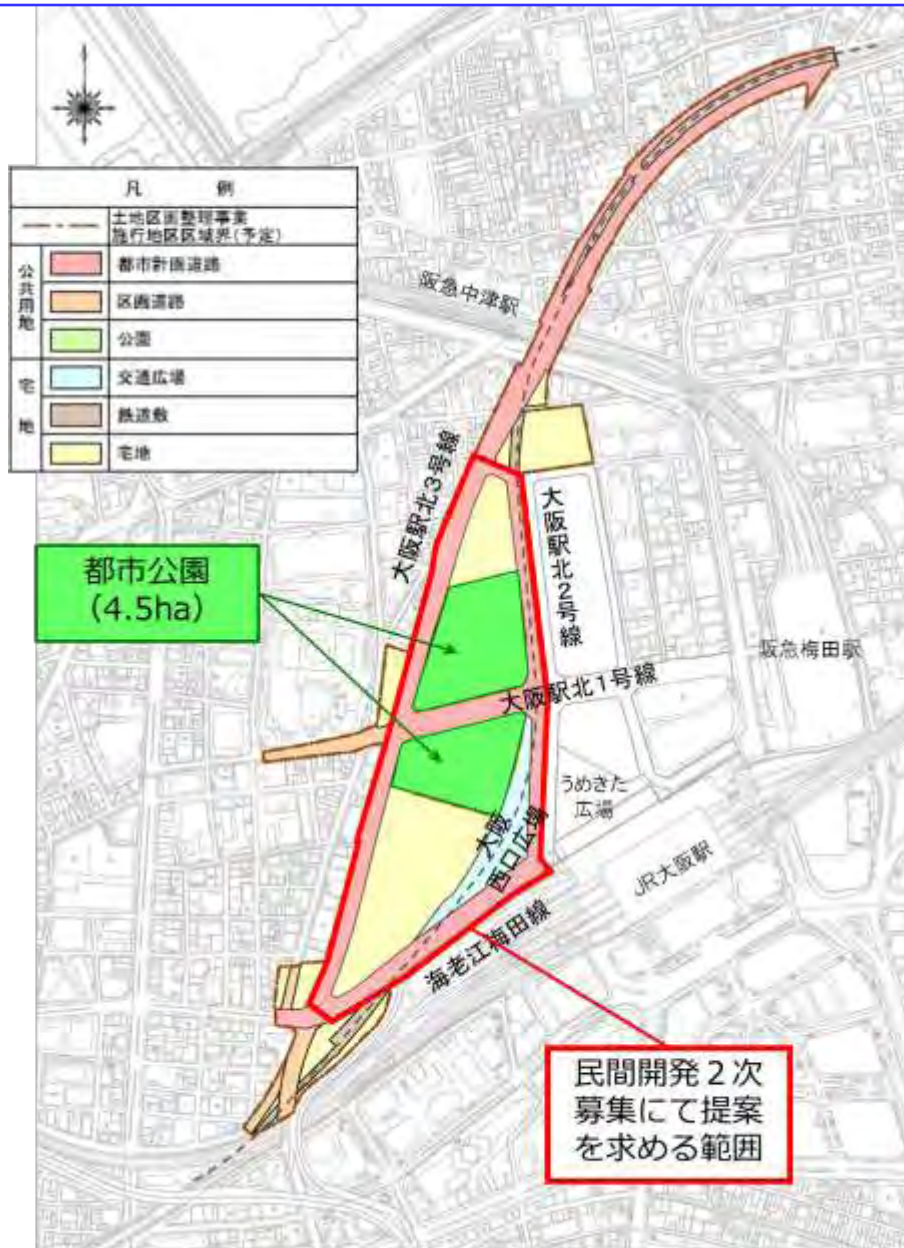 凡 例
土地区画整理事業
施行地区区域界(予定)
公共用地
都市計画道路
区画道路
公園
宅地
交通広場
鉄道敷
宅地
阪急中津駅
大阪駅北3号線
大阪駅北2号線
都市公園
(4.5ha)
阪急梅田駅
大阪駅北1号線
うめきた
広場
大阪
西口広場
JR大阪駅
海老江梅田線
民間開発2次
募集にて提案
を求める範囲